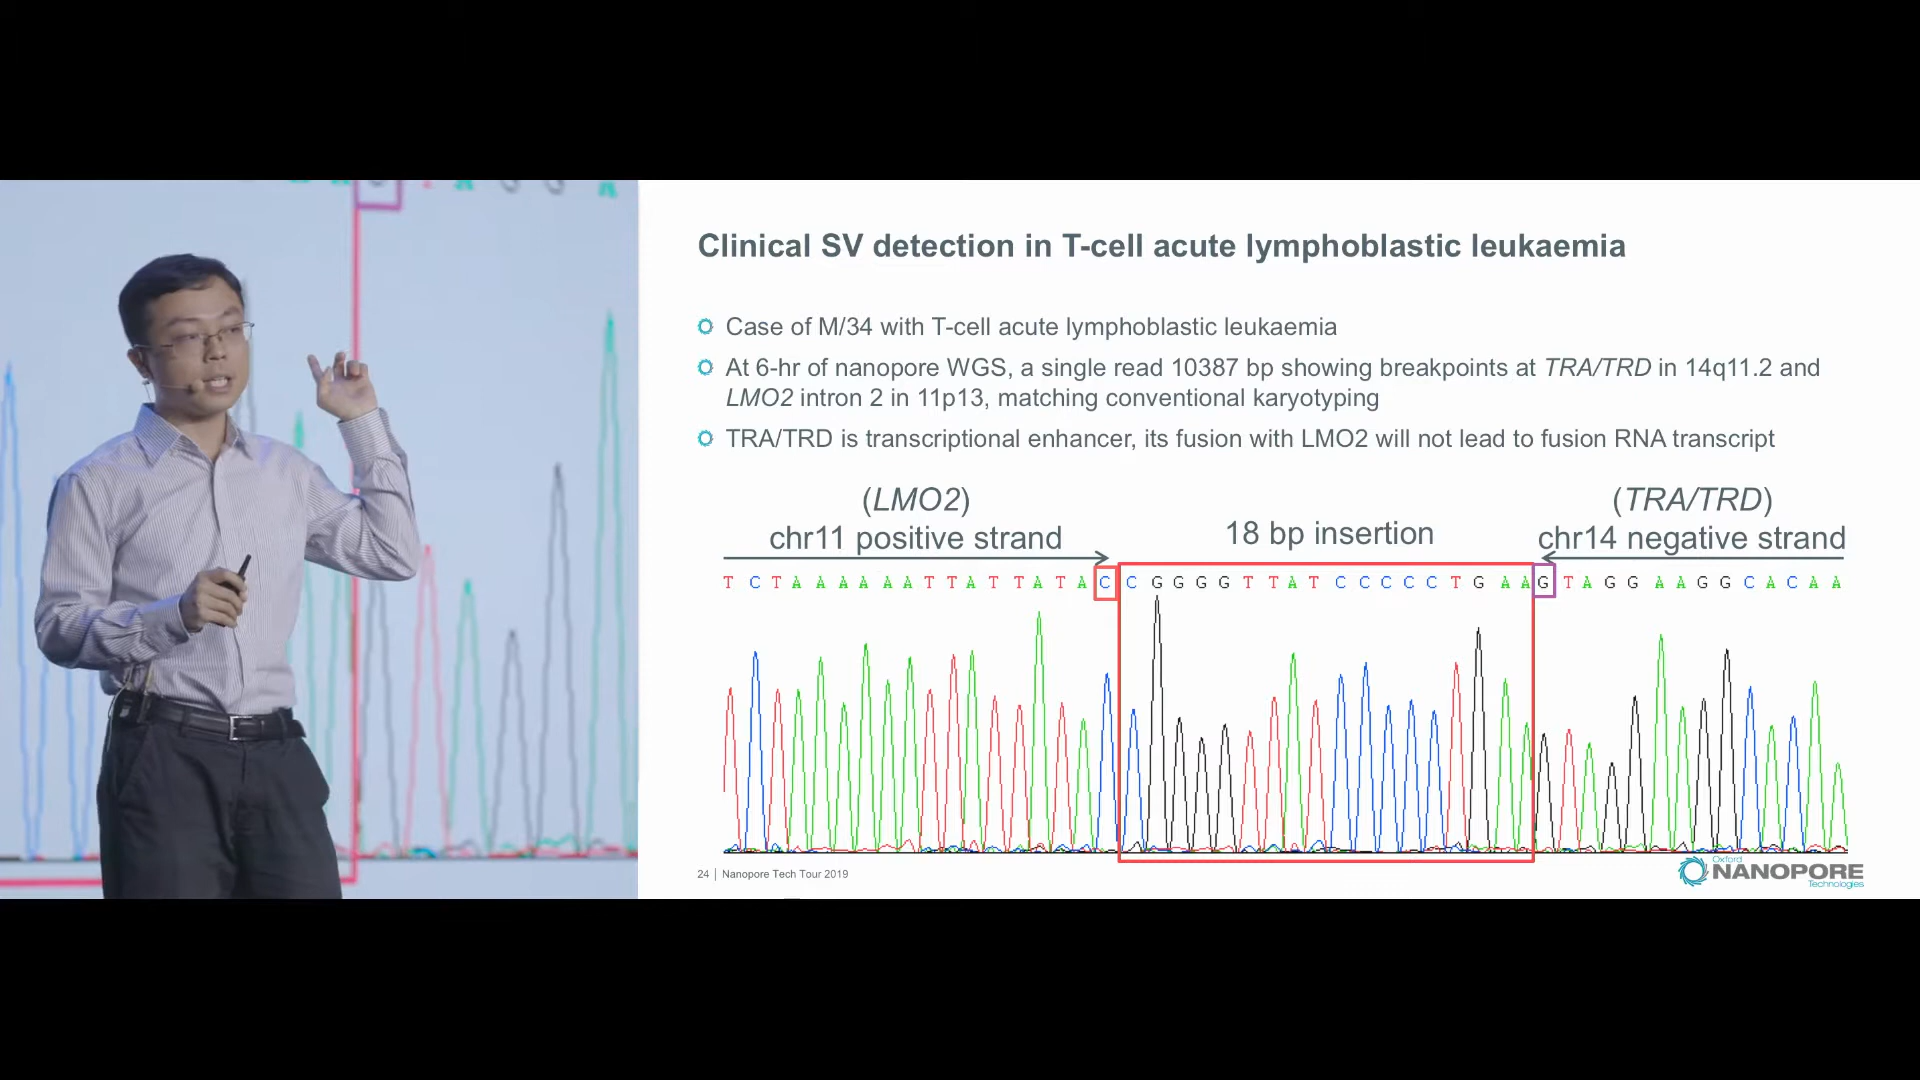 Clinical SV detection in T-cell acute lymphoblastic leukaemia
Case of M/34 with T-cell acute lymphoblastic leukaemia
At 6-hr of nanopore WGS, a single read 10387 bp showing breakpoints at TRA/TRD in 14q11.2 and
LMO2 intron 2 in 11p13, matching conventional karyotyping
TRA/TRD is transcriptional enhancer, its fusion with LMO2 will not lead to fusion RNA transcript
(LMO2)
chr11 positive strand
18 bp insertion
(TRA/TRD)
chr14 negative strand
T C T A A A A A A T T A T T A T A C C G G G G T T A T C C C C C T G A A G T A G G A A G G C A C A A
24 | Nanopore Tech Tour 2019
Oxford
NANOPORE
Technologies